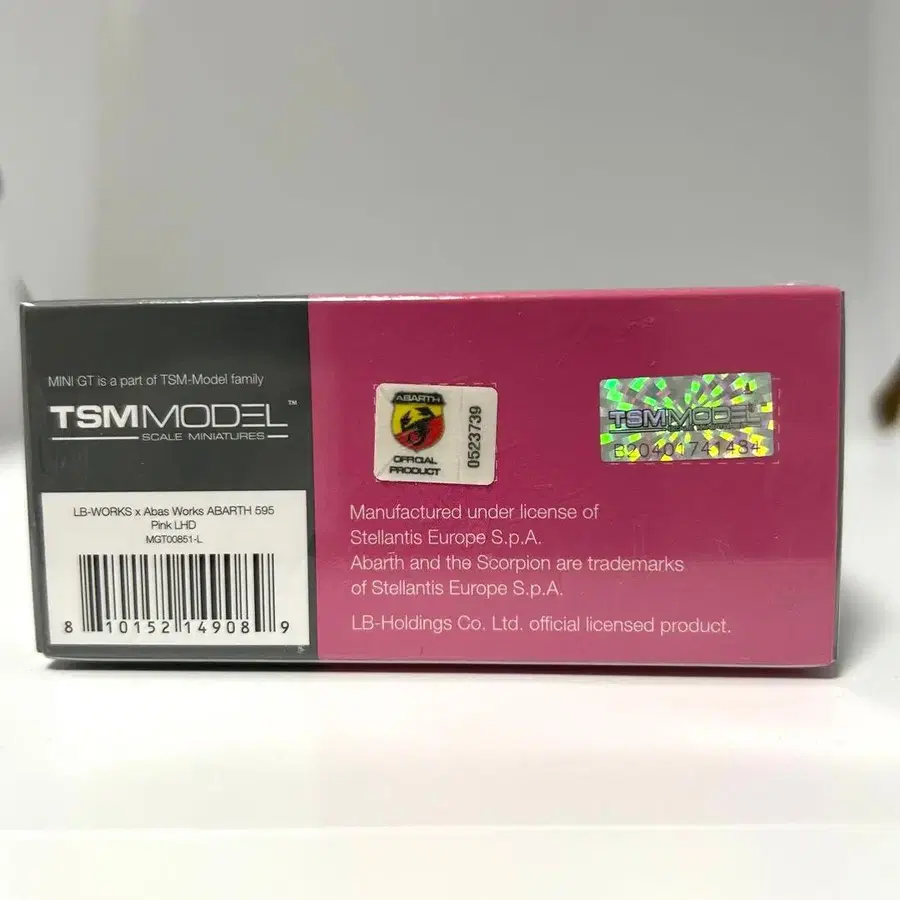 MINI GT is a part of TSM-Model family
TSMMODEL™
SCALE MINIATURES
LB-WORKS x Abas Works ABARTH 595
Pink LHD
MGT00851-L
8 10152 14908 9
ABARTH
OFFICIAL
PRODUCT
0523739
TSMMODEL
E20401741484
Manufactured under license of
Stellantis Europe S.p.A.
Abarth and the Scorpion are trademarks
of Stellantis Europe S.p.A.
LB-Holdings Co. Ltd. official licensed product.